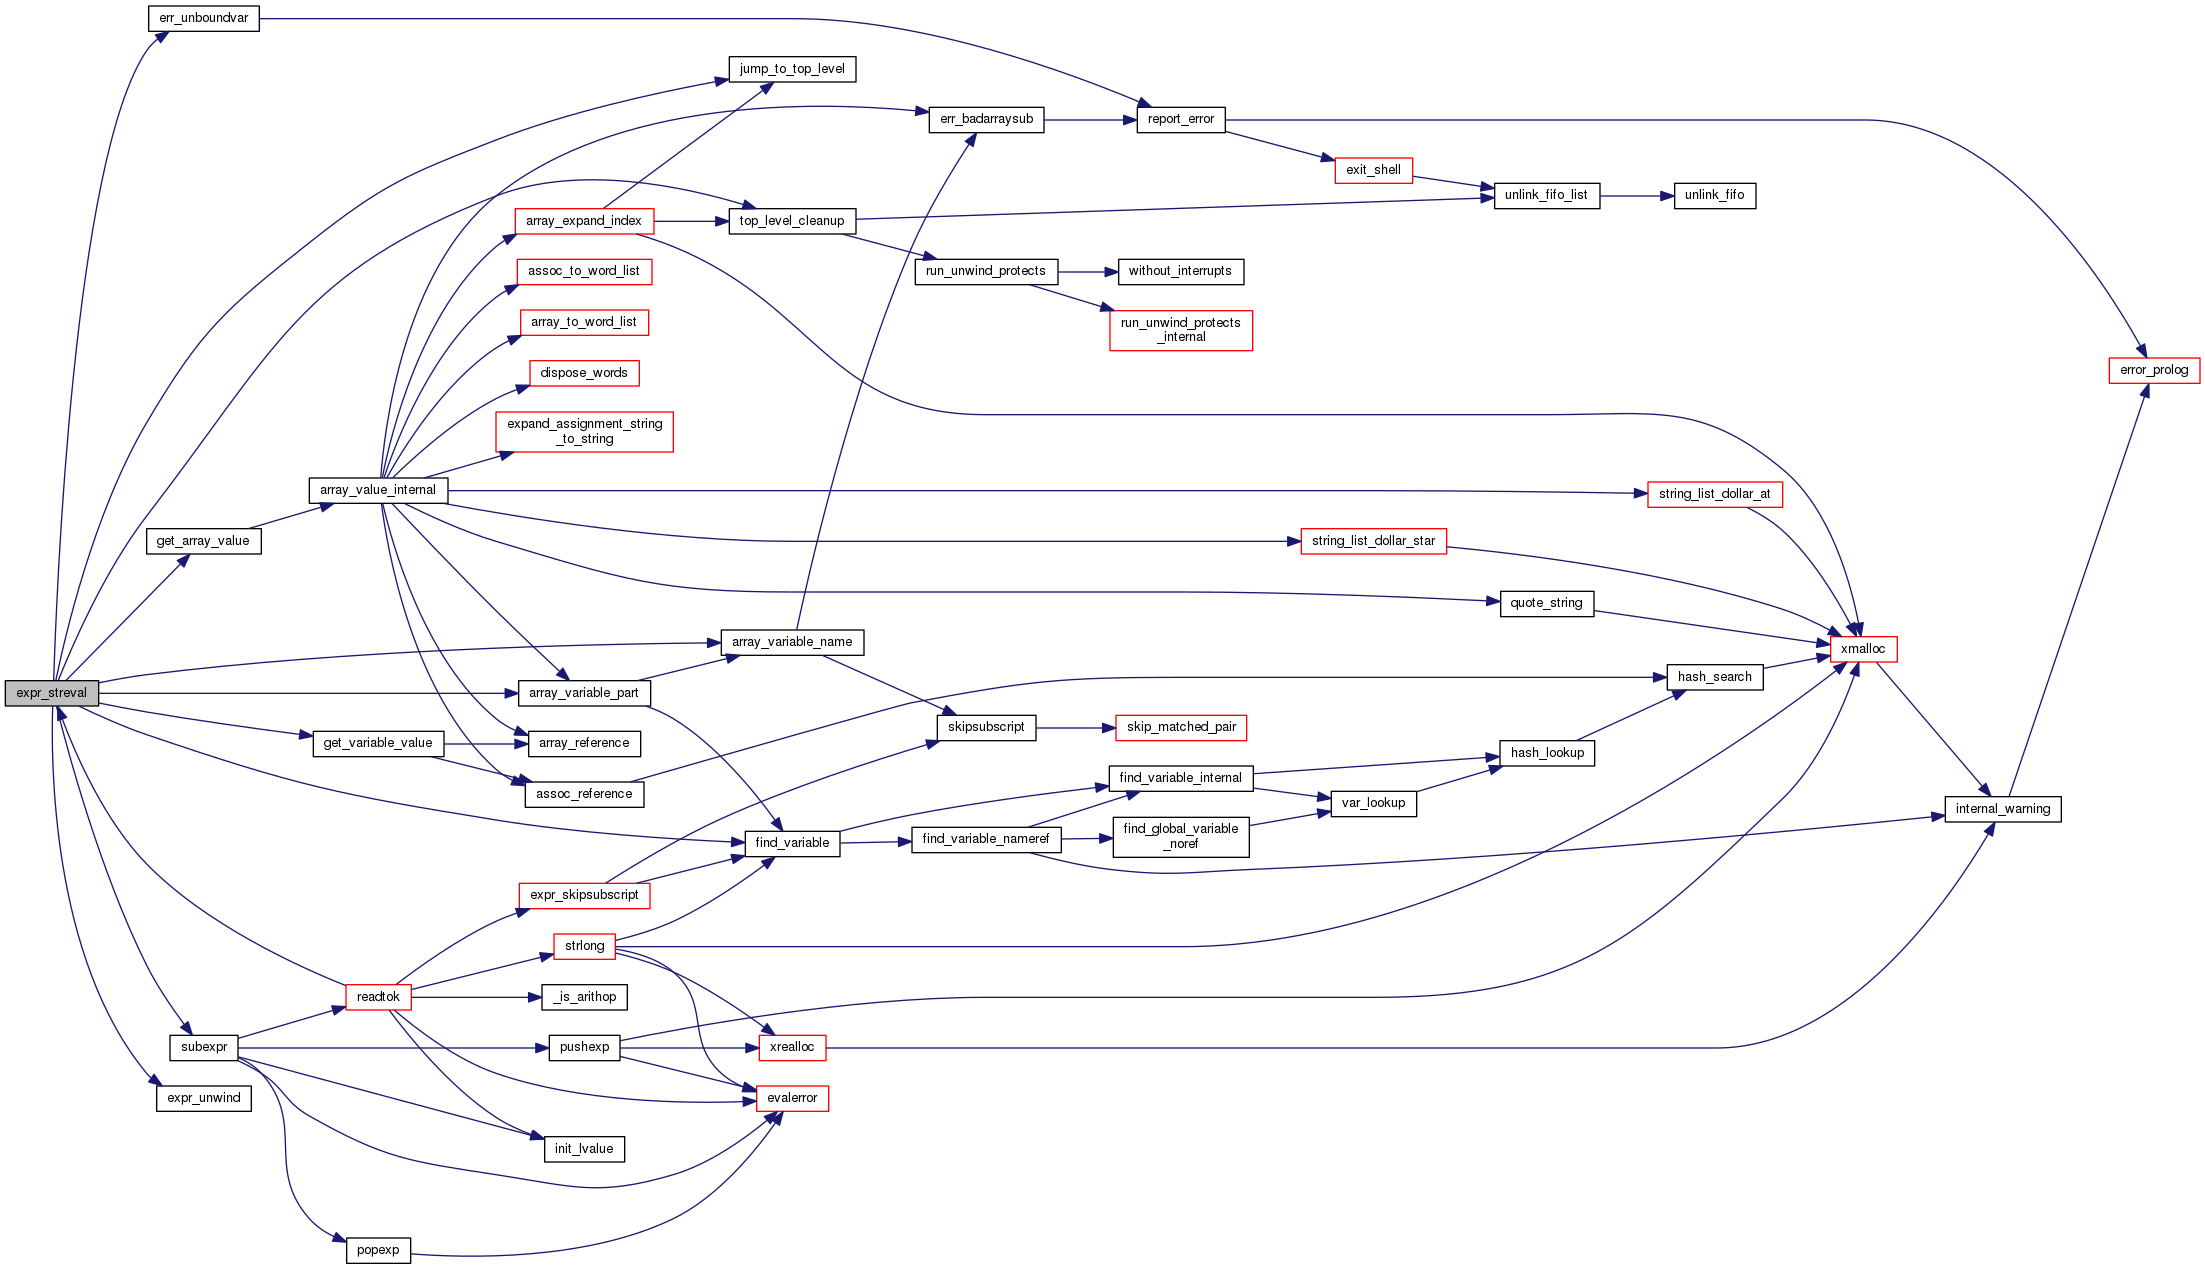 err_unboundvar
jump_to_top_level
err_badarraysub
report_error
exit_shell
unlink_fifo_list
unlink_fifo
array_expand_index
top_level_cleanup
assoc_to_word_list
run_unwind_protects
without_interrupts
array_to_word_list
run_unwind_protects
_internal
dispose_words
error_prolog
expand_assignment_string
_to_string
array_value_internal
string_list_dollar_at
get_array_value
string_list_dollar_star
quote_string
array_variable_name
xmalloc
expr_streval
array_variable_part
hash_search
skipsubscript
skip_matched_pair
get_variable_value
array_reference
hash_lookup
assoc_reference
find_variable_internal
var_lookup
internal_warning
find_variable
find_variable_nameref
find_global_variable
_noref
expr_skipsubscript
strlong
readtok
_is_arithop
subexpr
pushexp
xrealloc
expr_unwind
evalerror
init_lvalue
popexp